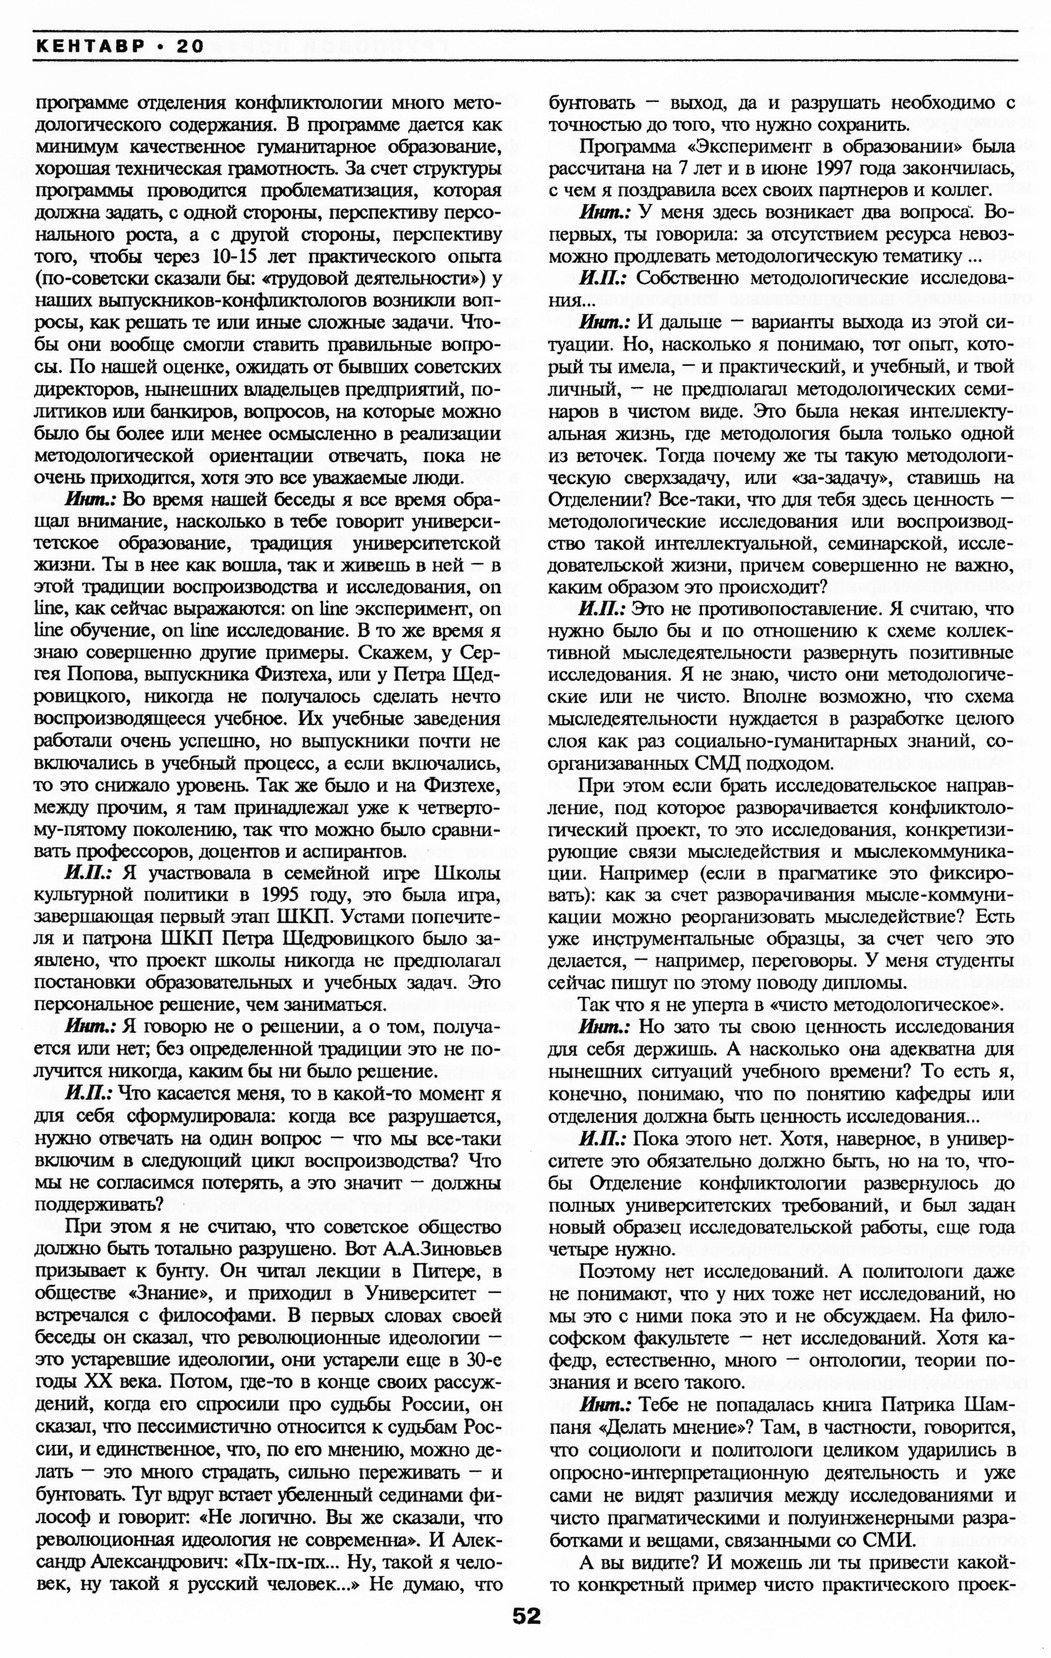 КЕНТАВР • 20
программе отделения конфликтологии много мето-
дологического содержания. В программе дается как
минимум качественное гуманитарное образование,
хорошая техническая грамотность. За счет структуры
программы проводится проблематизация, которая
должна задать, с одной стороны, перспективу персо-
нального роста, а с другой стороны, перспективу
того, чтобы через 10-15 лет практического опыта
(по-советски сказали бы: «трудовой деятельности») у
наших выпускников-конфликтологов возникли воп-
росы, как решать те или иные сложные задачи. Что-
бы они вообще смогли ставить правильные вопро-
сы. По нашей оценке, ожидать от бывших советских
директоров, нынешних владельцев предприятий, по-
литиков или банкиров, вопросов, на которые можно
было бы более или менее осмысленно в реализации
методологической ориентации отвечать, пока не
очень приходится, хотя это все уважаемые люди.
Инт.: Во время нашей беседы я все время обра-
щал внимание, насколько в тебе говорит универси-
тетское образование, традиция университетской
жизни. Ты в нее как вошла, так и живешь в ней — в
этой традиции воспроизводства и исследования, on
line, как сейчас выражаются: on line эксперимент, on
line обучение, on line исследование. В то же время я
знаю совершенно другие примеры. Скажем, у Сер-
гея Попова, выпускника Физтеха, или у Петра Щед-
ровицкого, никогда не получалось сделать нечто
воспроизводящееся учебное. Их учебные заведения
работали очень успешно, но выпускники почти не
включались в учебный процесс, а если включались,
то это снижало уровень. Так же было и на Физтехе,
между прочим, я там принадлежал уже к четверто-
му-пятому поколению, так что можно было сравни-
вать профессоров, доцентов и аспирантов.
И.П.: Я участвовала в семейной игре Школы
культурной политики в 1995 году, это была игра,
завершающая первый этап ШКП. Устами попечите-
ля и патрона ШКП Петра Щедровицкого было за-
явлено, что проект школы никогда не предполагал
постановки образовательных и учебных задач. Это
персональное решение, чем заниматься.
Инт.: Я говорю не о решении, а о том, получа-
ется или нет; без определенной традиции это не по-
лучится никогда, каким бы ни было решение.
И.П.: Что касается меня, то в какой-то момент я
для себя сформулировала: когда все разрушается,
нужно отвечать на один вопрос — что мы все-таки
включим в следующий цикл воспроизводства? Что
мы не согласимся потерять, а это значит — должны
поддерживать?
При этом я не считаю, что советское общество
должно быть тотально разрушено. Вот А.А.Зиновьев
призывает к бунту. Он читал лекции в Питере, в
обществе «Знание», и приходил в Университет —
встречался с философами. В первых словах своей
беседы он сказал, что революционные идеологии —
это устаревшие идеологии, они устарели еще в 30-е
годы XX века. Потом, где-то в конце своих рассуж-
дений, когда его спросили про судьбы России, он
сказал, что пессимистично относится к судьбам Рос-
сии, и единственное, что, по его мнению, можно де-
лать — это много страдать, сильно переживать — и
бунтовать. Тут вдруг встает убеленный сединами фи-
лософ и говорит: «Не логично. Вы же сказали, что
революционная идеология не современна». И Алек-
сандр Александрович: «Пх-пх-пх... Ну, такой я чело-
век, ну такой я русский человек...» Не думаю, что
бунтовать — выход, да и разрушать необходимо с
точностью до того, что нужно сохранить.
Программа «Эксперимент в образовании» была
рассчитана на 7 лет и в июне 1997 года закончилась,
с чем я поздравила всех своих партнеров и коллег.
Инт.: У меня здесь возникает два вопроса. Во-
первых, ты говорила: за отсутствием ресурса невоз-
можно продлевать методологическую тематику ...
И.П.: Собственно методологические исследова-
ния...
Инт.: И дальше — варианты выхода из этой си-
туации. Но, насколько я понимаю, тот опыт, кото-
рый ты имела, — и практический, и учебный, и твой
личный, — не предполагал методологических семи-
наров в чистом виде. Это была некая интеллекту-
альная жизнь, где методология была только одной
из веточек. Тогда почему же ты такую методологи-
ческую сверхзадачу, или «за-задачу», ставишь на
Отделении? Все-таки, что для тебя здесь ценность —
методологические исследования или воспроизвод-
ство такой интеллектуальной, семинарской, иссле-
довательской жизни, причем совершенно не важно,
каким образом это происходит?
И.П.: Это не противопоставление. Я считаю, что
нужно было бы и по отношению к схеме коллек-
тивной мыследеятельности развернуть позитивные
исследования. Я не знаю, чисто они методологиче-
ские или не чисто. Вполне возможно, что схема
мыследеятельности нуждается в разработке целого
слоя как раз социально-гуманитарных знаний, со-
организаванных СМД подходом.
При этом если брать исследовательское направ-
ление, под которое разворачивается конфликтоло-
гический проект, то это исследования, конкретизи-
рующие связи мыследействия и мыслекоммуника-
ции. Например (если в прагматике это фиксиро-
вать): как за счет разворачивания мысле-коммуни-
кации можно реорганизовать мыследействие? Есть
уже инструментальные образцы, за счет чего это
делается, — например, переговоры. У меня студенты
сейчас пишут по этому поводу дипломы.
Так что я не уперта в «чисто методологическое».
Инт.: Но зато ты свою ценность исследования
для себя держишь. А насколько она адекватна для
нынешних ситуаций учебного времени? То есть я,
конечно, понимаю, что по понятию кафедры или
отделения должна быть ценность исследования...
И.П.: Пока этого нет. Хотя, наверное, в универ-
ситете это обязательно должно быть, но на то, что-
бы Отделение конфликтологии развернулось до
полных университетских требований, и был задан
новый образец исследовательской работы, еще года
четыре нужно.
Поэтому нет исследований. А политологи даже
не понимают, что у них тоже нет исследований, но
мы это с ними пока это и не обсуждаем. На фило-
софском факультете — нет исследований. Хотя ка-
федр, естественно, много — онтологии, теории по-
знания и всего такого.
Инт.: Тебе не попадалась книга Патрика Шам-
паня «Делать мнение»? Там, в частности, говорится,
что социологи и политологи целиком ударились в
опросно-интерпретационную деятельность и уже
сами не видят различия между исследованиями и
чисто прагматическими и полуинженерными разра-
ботками и вещами, связанными со СМИ.
А вы видите? И можешь ли ты привести какой-
то конкретный пример чисто практического проек-
52